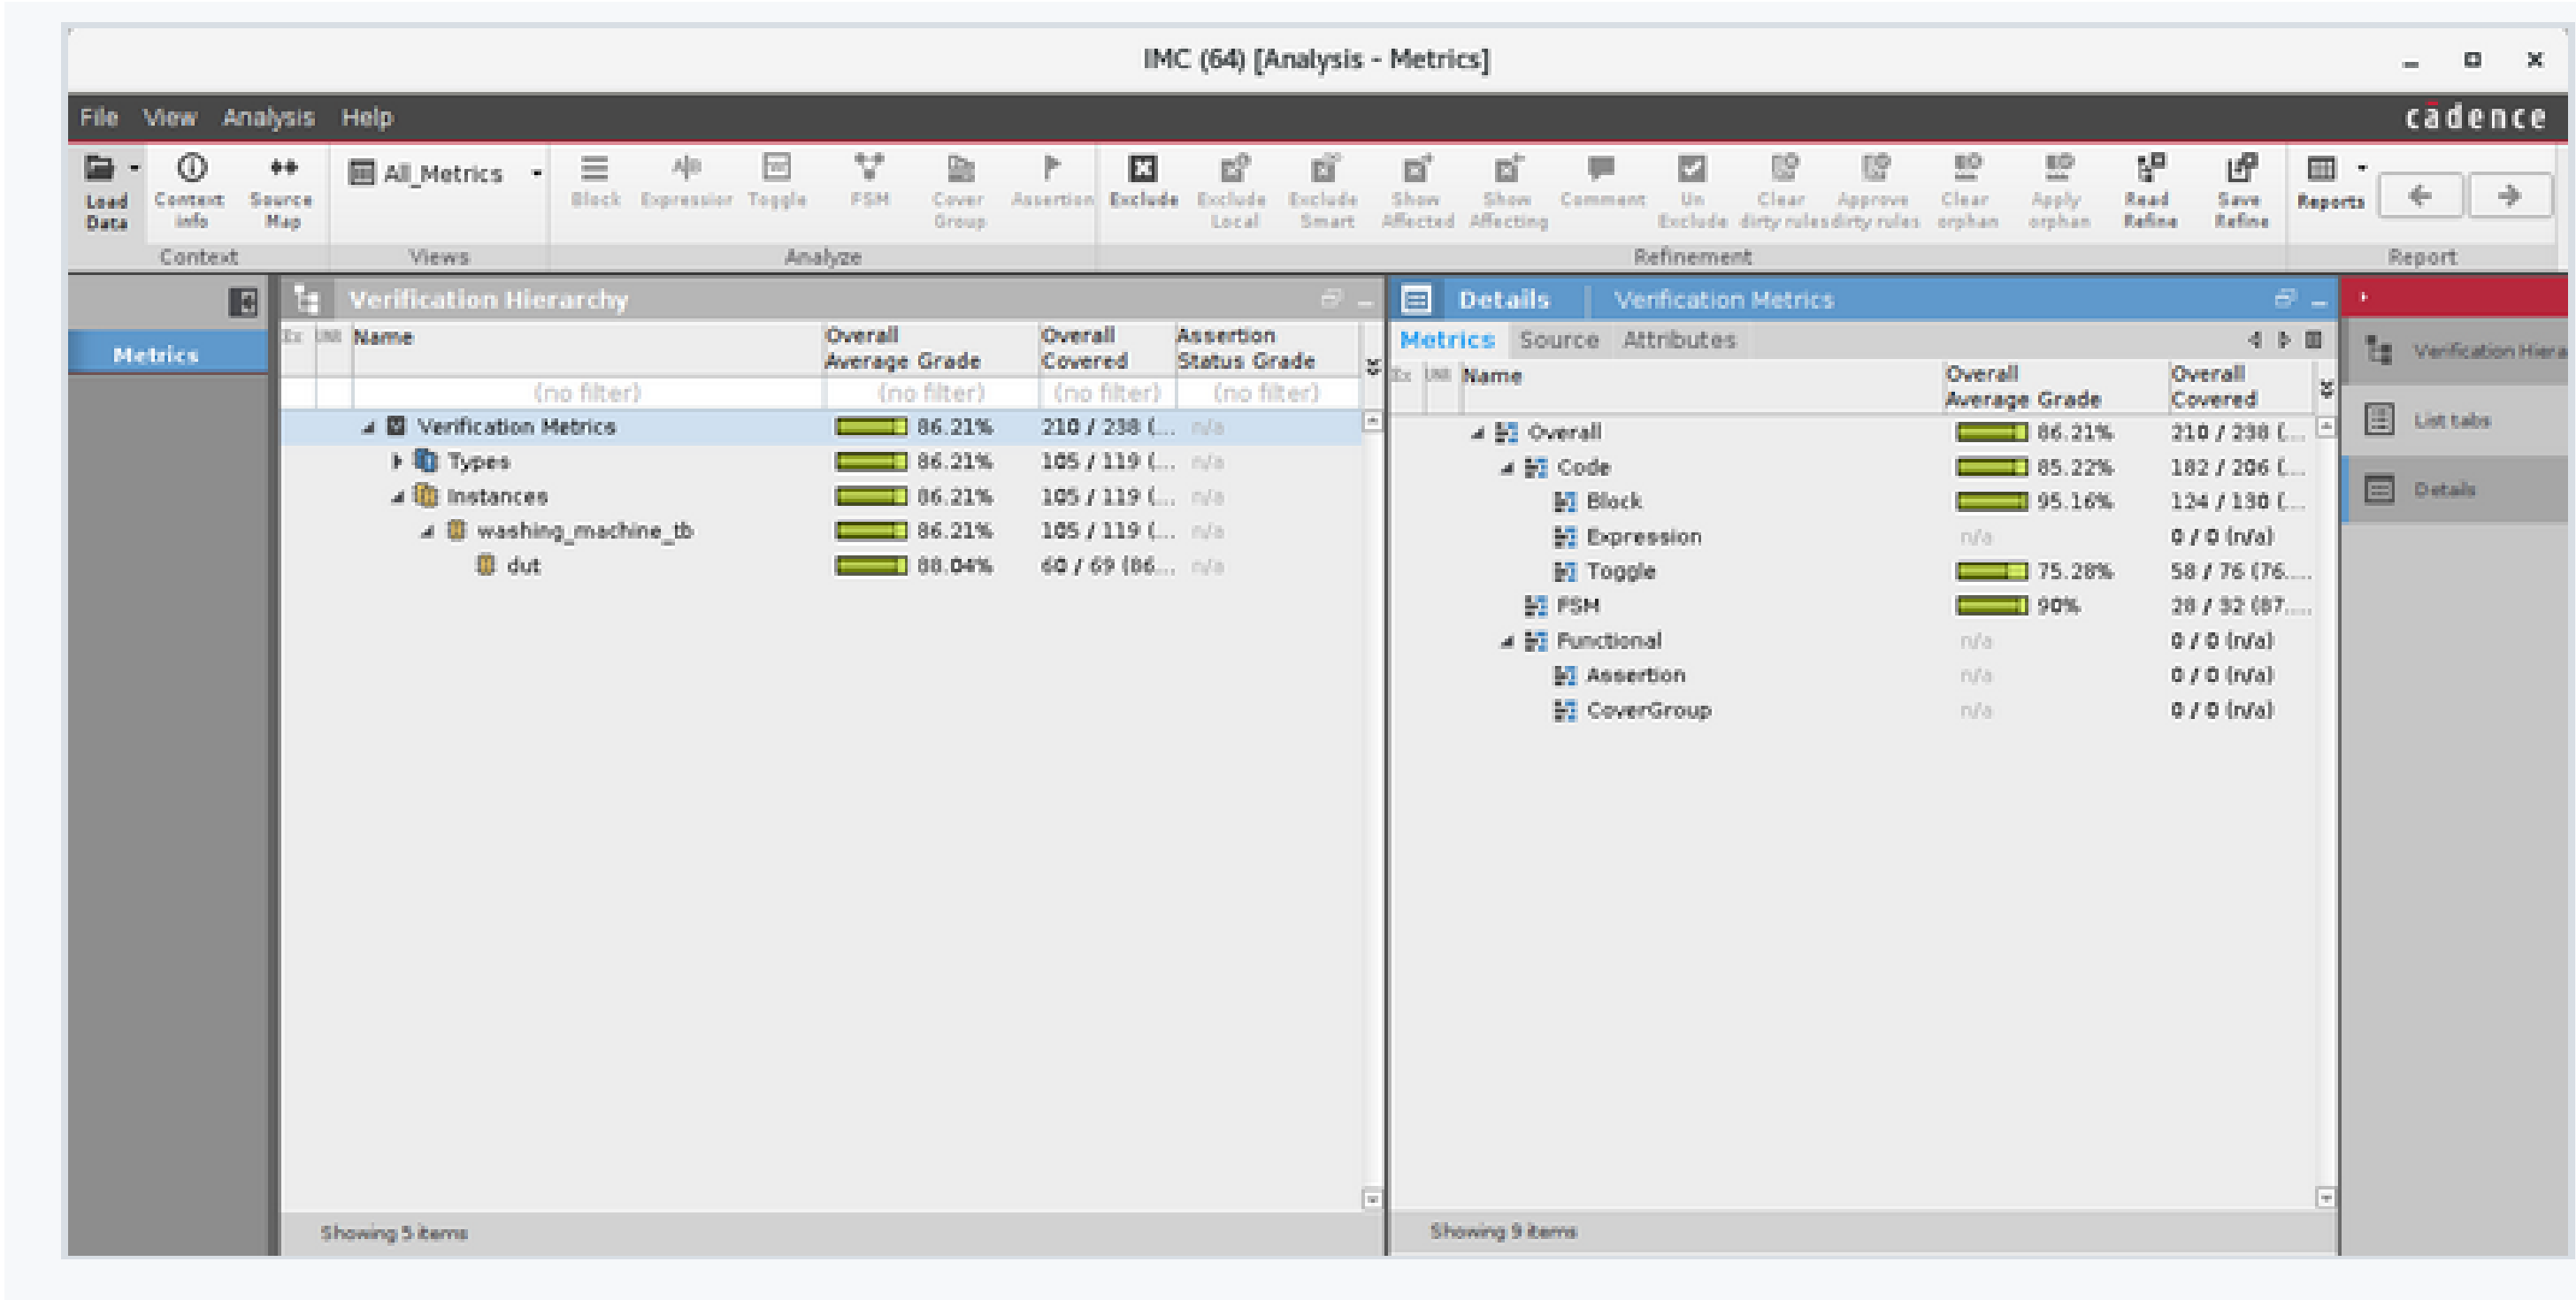 IMC (64) [Analysis - Metrics]
File View Analysis Help
cādence
Load Data
Context info
Source Map
All_Metrics
Block
Expression
Toggle
FSM
Cover Group
Assertion
Exclude
Exclude Local
Exclude Smart
Show Affected
Show Affecting
Comment
Un Exclude
Clear dirty rules
Approve dirty rules
Clear orphan
Apply orphan
Read Refine
Save Refine
Reports
Context Views Analyze Refinement Report
Metrics
Verification Hierarchy
Ex UNR Name Overall Average Grade Overall Covered Assertion Status Grade
(no filter) (no filter) (no filter) (no filter)
Verification Metrics 86.21% 210 / 238 (... n/a
Types 86.21% 105 / 119 (... n/a
Instances 86.21% 105 / 119 (... n/a
washing_machine_tb 86.21% 105 / 119 (... n/a
dut 88.04% 60 / 69 (86... n/a
Showing 5 items
Details Verification Metrics
Metrics Source Attributes
Ex UNR Name Overall Average Grade Overall Covered
Overall 86.21% 210 / 238 (...
Code 85.22% 182 / 206 (...
Block 95.16% 124 / 130 (...
Expression n/a 0 / 0 (n/a)
Toggle 75.28% 58 / 76 (76....
FSM 90% 28 / 32 (87....
Functional n/a 0 / 0 (n/a)
Assertion n/a 0 / 0 (n/a)
CoverGroup n/a 0 / 0 (n/a)
Showing 9 items
Verification Hiera
List tabs
Details